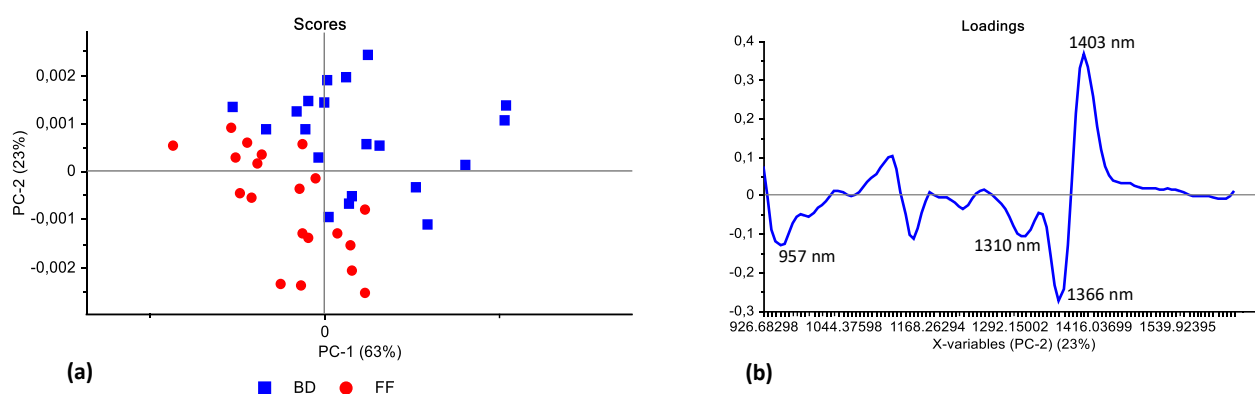 Scores
0,002
0,001
0
-0,001
-0,002
PC-2 (23%)
0
PC-1 (63%)
(a)
BD FF
Loadings
0,4
0,3
0,2
0,1
0
-0,1
-0,2
-0,3
1403 nm
957 nm
1310 nm
1366 nm
926.68298 1044.37598 1168.26294 1292.15002 1416.03699 1539.92395
X-variables (PC-2) (23%)
(b)